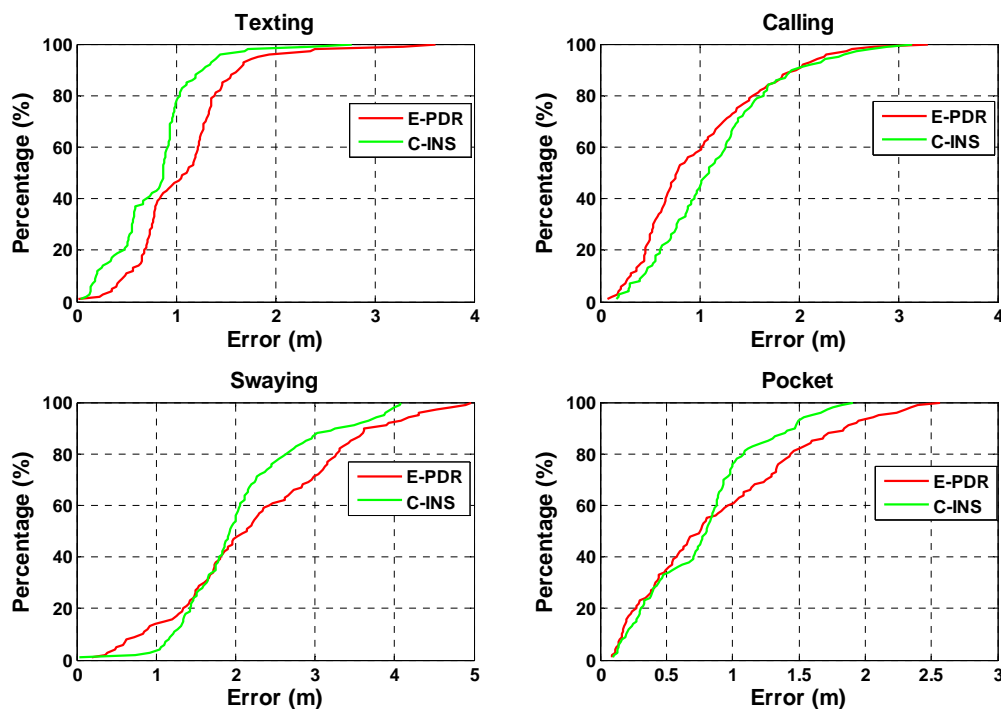 Texting
Percentage (%)
100
80
60
40
20
0
0 1 2 3 4
Error (m)
E-PDR
C-INS
Calling
Percentage (%)
100
80
60
40
20
0
0 1 2 3 4
Error (m)
E-PDR
C-INS
Swaying
Percentage (%)
100
80
60
40
20
0
0 1 2 3 4 5
Error (m)
E-PDR
C-INS
Pocket
Percentage (%)
100
80
60
40
20
0
0 0.5 1 1.5 2 2.5 3
Error (m)
E-PDR
C-INS